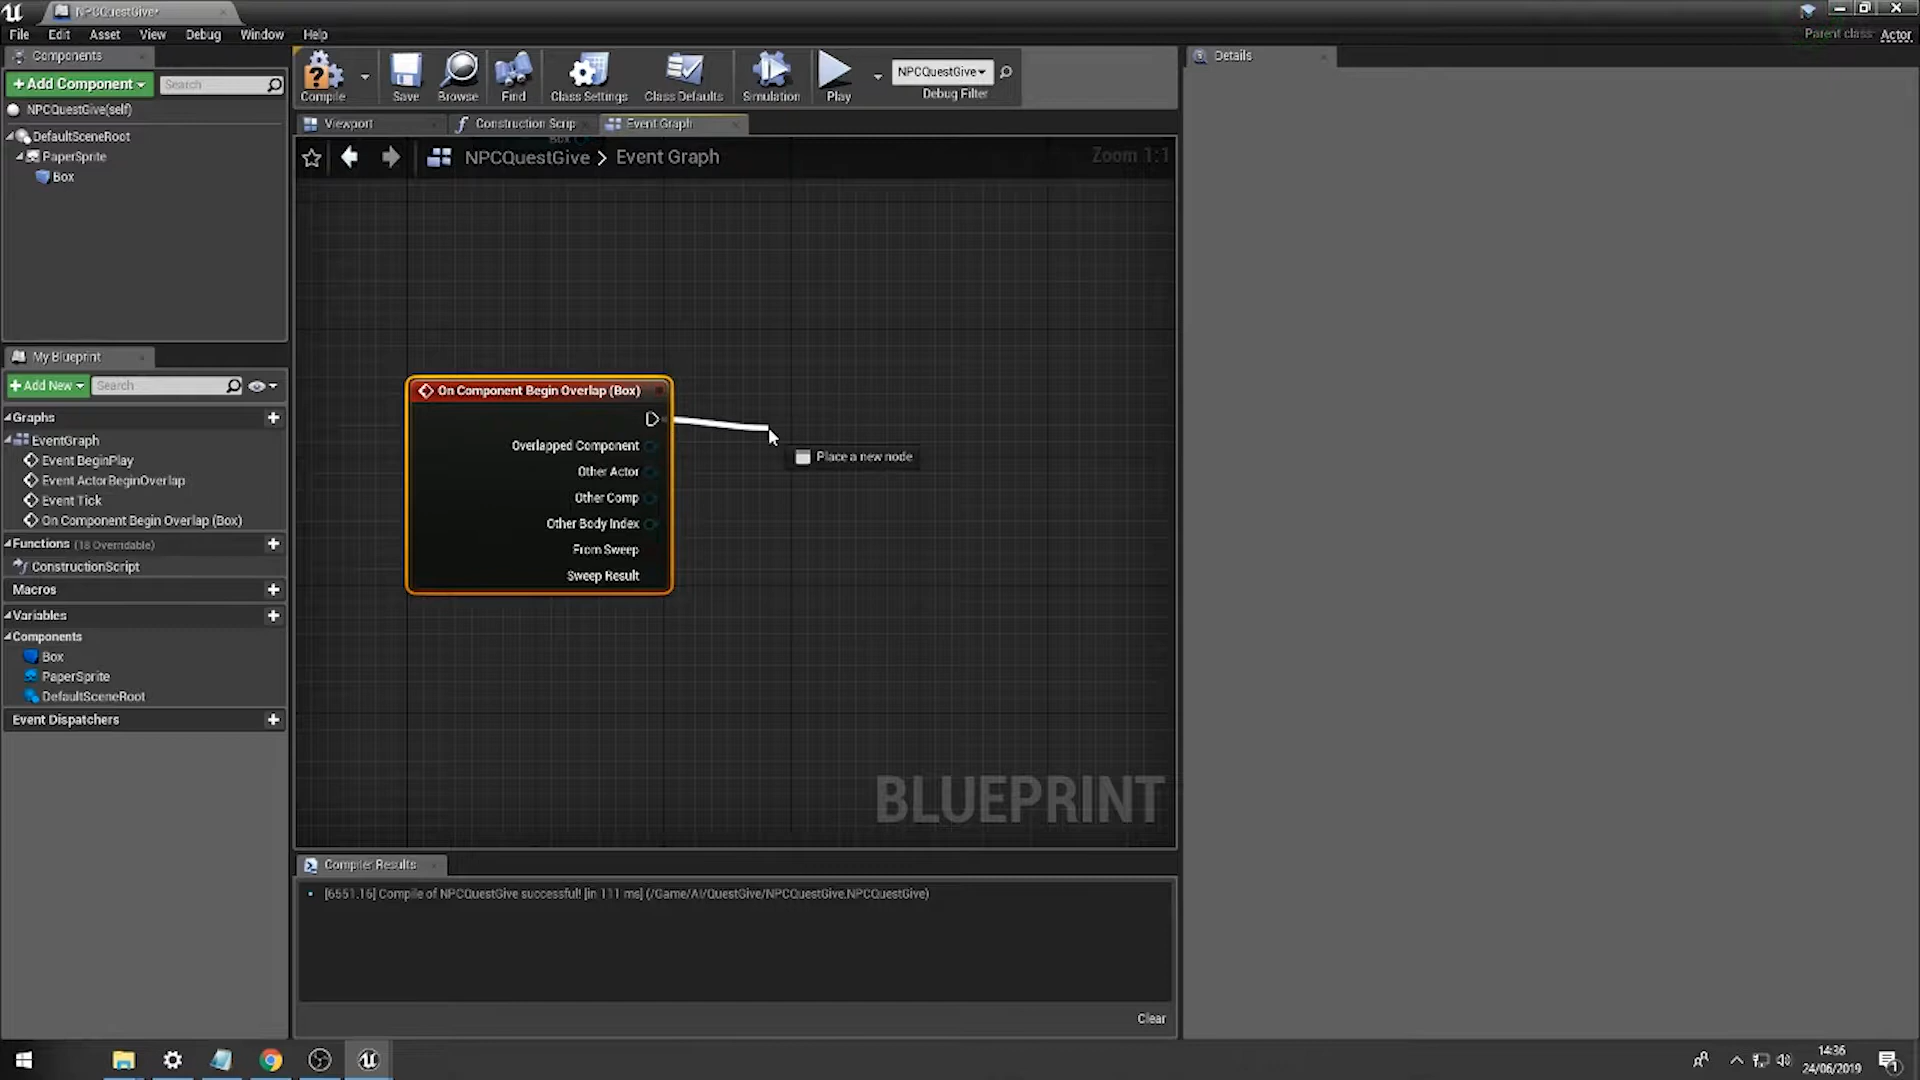 NPCQuestGive*
File Edit Asset View Debug Window Help
Parent class: Actor
Components
+Add Component
Search
NPCQuestGive(self)
DefaultSceneRoot
PaperSprite
Box
Compile
Save
Browse
Find
Class Settings
Class Defaults
Simulation
Play
NPCQuestGive
Debug Filter
Details
Viewport
Construction Scrip
Event Graph
Box
NPCQuestGive > Event Graph
Zoom 1:1
On Component Begin Overlap (Box)
Overlapped Component
Other Actor
Other Comp
Other Body Index
From Sweep
Sweep Result
Place a new node
BLUEPRINT
My Blueprint
+Add New
Search
Graphs
EventGraph
Event BeginPlay
Event ActorBeginOverlap
Event Tick
On Component Begin Overlap (Box)
Functions (18 Overridable)
ConstructionScript
Macros
Variables
Components
Box
PaperSprite
DefaultSceneRoot
Event Dispatchers
Compiler Results
[6551.16] Compile of NPCQuestGive successful! [in 111 ms] (/Game/AI/QuestGive/NPCQuestGive.NPCQuestGive)
Clear
14:36
24/06/2019
1